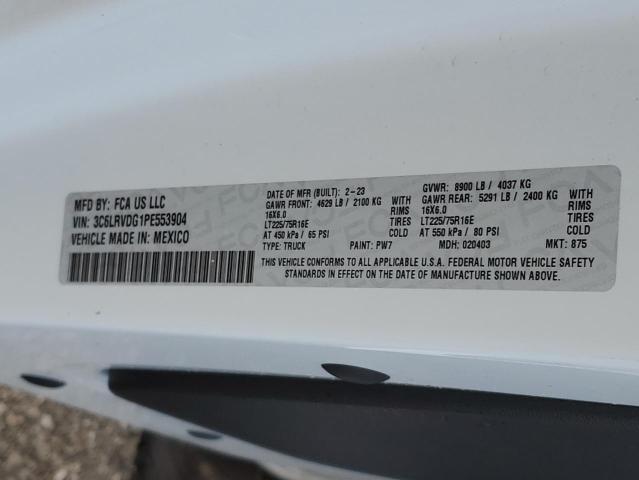 MFD BY: FCA US LLC
VIN: 3C6LRVDG1PE553904
VEHICLE MADE IN: MEXICO
DATE OF MFR (BUILT): 2-23
GVWR: 8900 LB / 4037 KG
GAWR FRONT: 4629 LB / 2100 KG
GAWR REAR: 5291 LB / 2400 KG
16X6.0 RIMS
16X6.0 RIMS
LT225/75R16E TIRES
LT225/75R16E TIRES
AT 450 kPa / 65 PSI COLD
AT 550 kPa / 80 PSI COLD
TYPE: TRUCK PAINT: PW7 MDH: 020403 MKT: 875
THIS VEHICLE CONFORMS TO ALL APPLICABLE U.S.A. FEDERAL MOTOR VEHICLE SAFETY
STANDARDS IN EFFECT ON THE DATE OF MANUFACTURE SHOWN ABOVE.